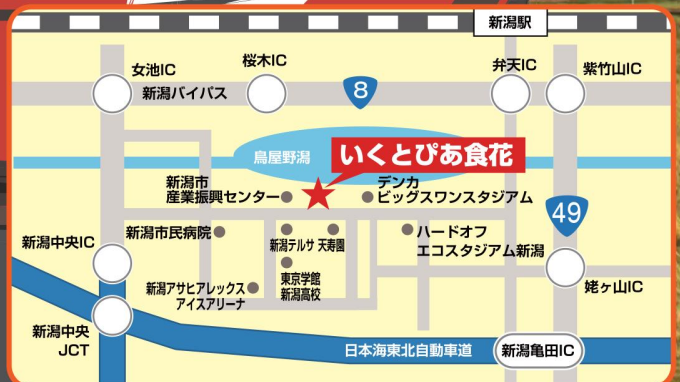 新潟駅
女池IC
桜木IC
弁天IC
紫竹山IC
新潟バイパス
8
鳥屋野潟
いくとぴあ食花
新潟市
産業振興センター
デンカ
ビッグスワンスタジアム
49
新潟中央IC
新潟市民病院
新潟テルサ
天寿園
ハードオフ
エコスタジアム新潟
東京学館
新潟高校
新潟アサヒアレックス
アイスアリーナ
姥ヶ山IC
新潟中央
JCT
日本海東北自動車道
新潟亀田IC